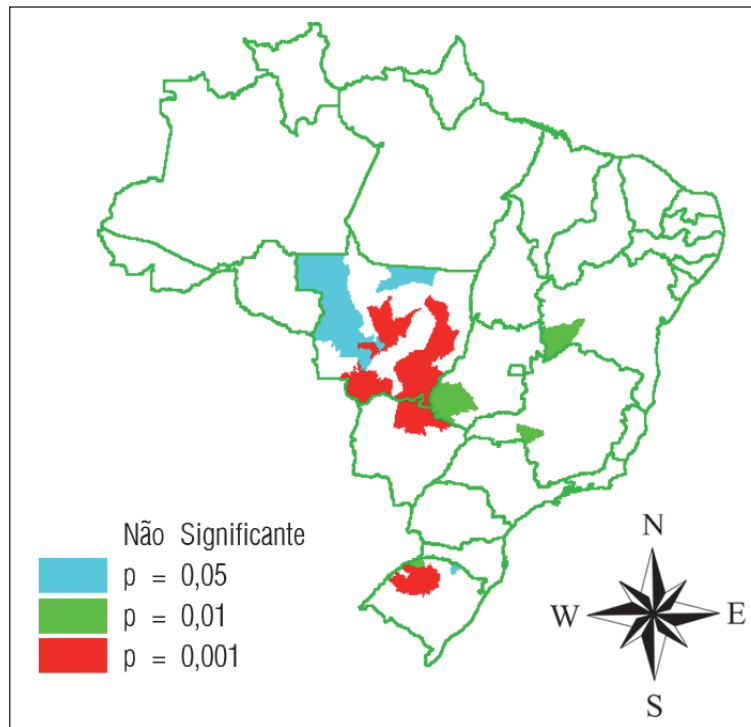 Não Significante
p = 0,05
p = 0,01
p = 0,001
N
W
E
S